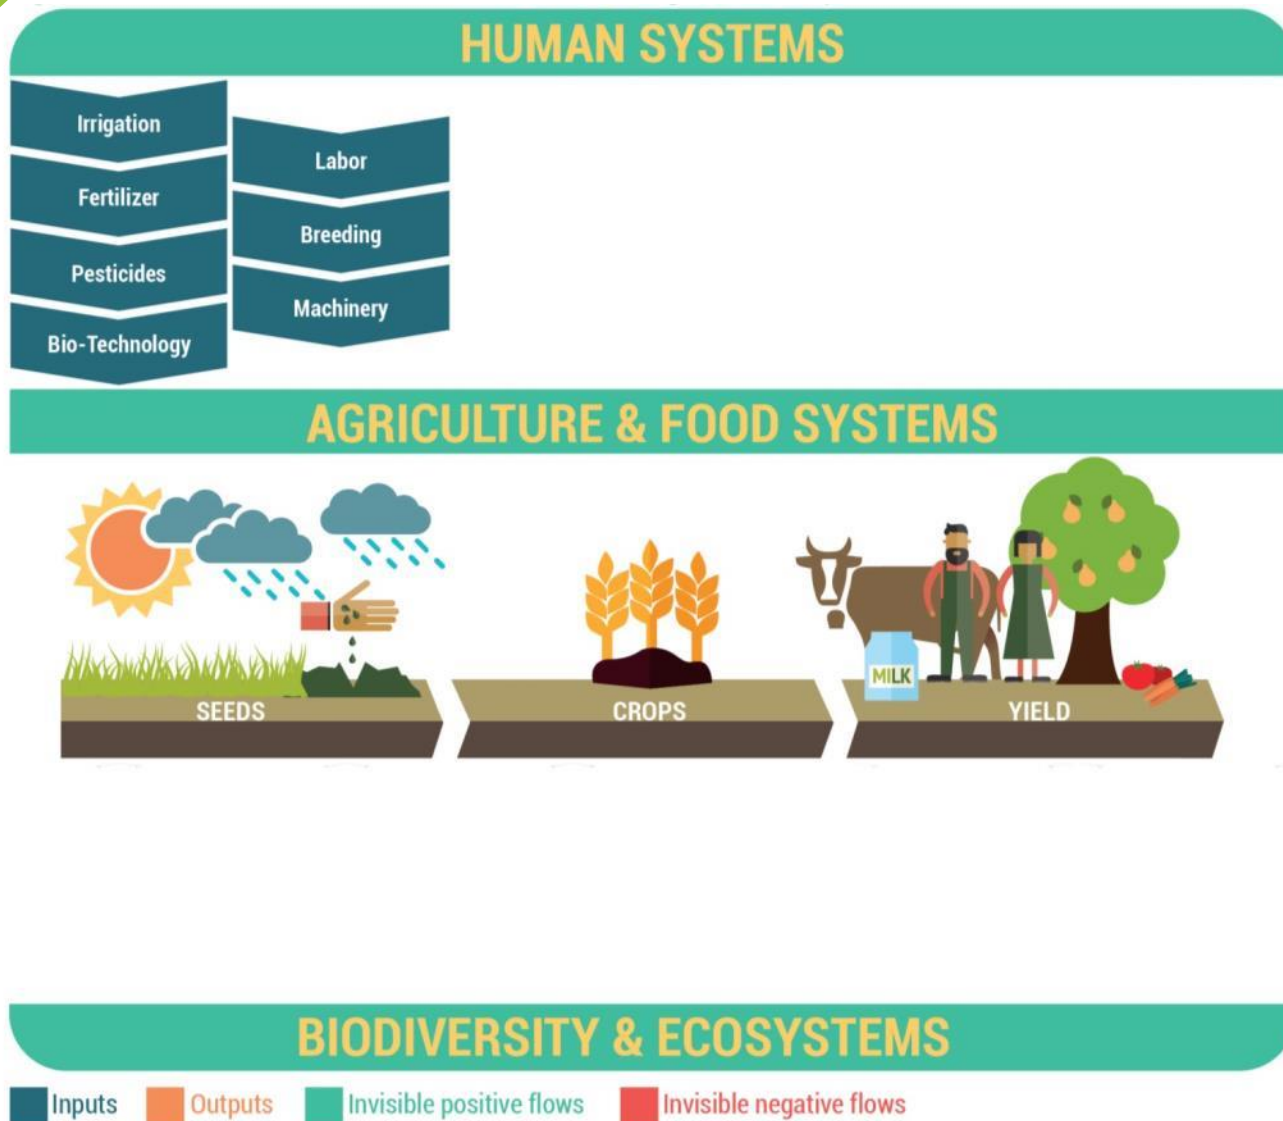 HUMAN SYSTEMS
Irrigation
Fertilizer
Pesticides
Bio-Technology
Labor
Breeding
Machinery
AGRICULTURE & FOOD SYSTEMS
MILK
SEEDS
CROPS
YIELD
BIODIVERSITY & ECOSYSTEMS
Inputs Outputs Invisible positive flows Invisible negative flows